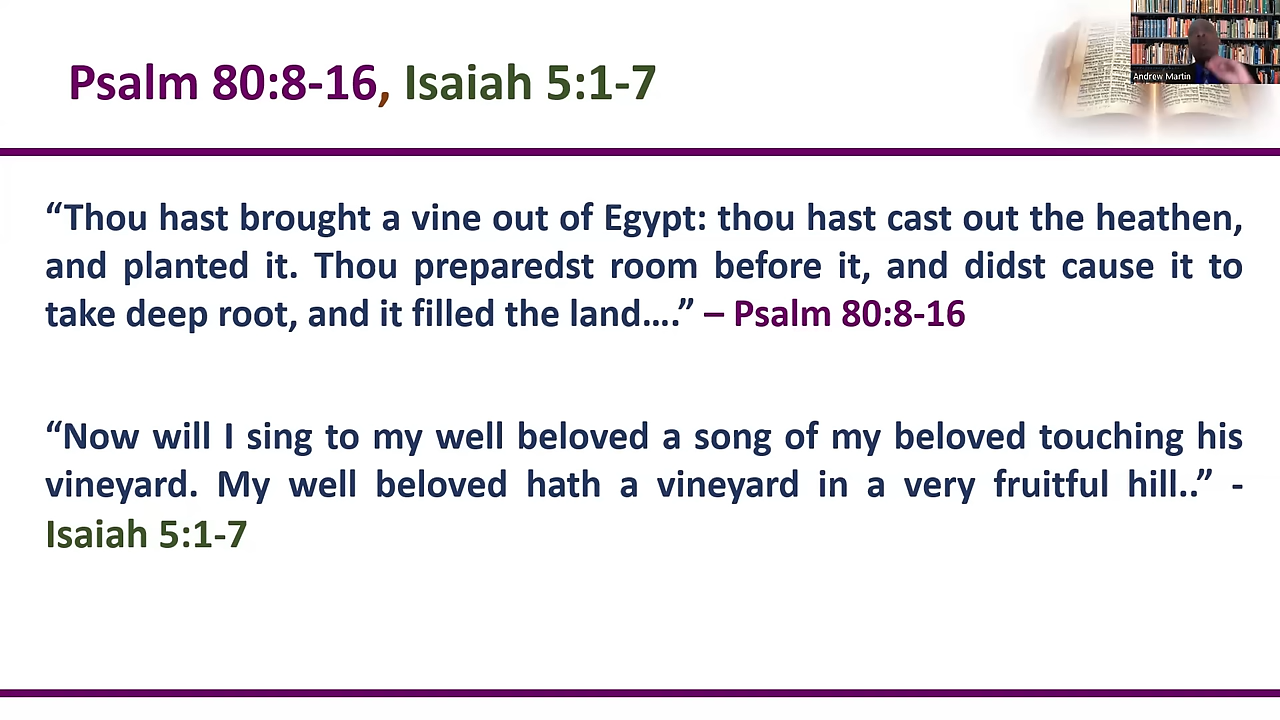 Psalm 80:8-16, Isaiah 5:1-7
Andrew Martin
“Thou hast brought a vine out of Egypt: thou hast cast out the heathen,
and planted it. Thou preparedst room before it, and didst cause it to
take deep root, and it filled the land….” – Psalm 80:8-16
“Now will I sing to my well beloved a song of my beloved touching his
vineyard. My well beloved hath a vineyard in a very fruitful hill..” -
Isaiah 5:1-7